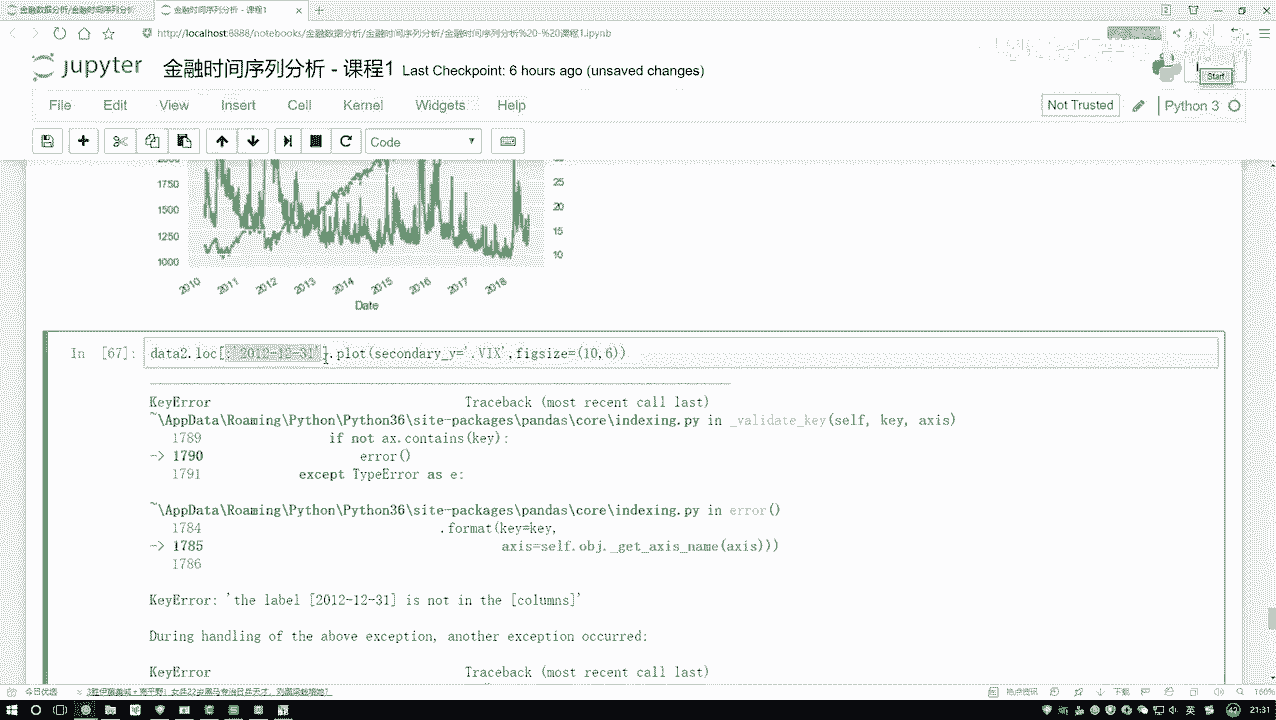 金融数据分析/金融时间序列分析
金融时间序列分析 - 课程1
http://localhost:8888/notebooks/金融数据分析/金融时间序列分析/金融时间序列分析%20-%20课程1.ipynb
jupyter 金融时间序列分析 - 课程1 Last Checkpoint: 6 hours ago (unsaved changes)
Start
File Edit View Insert Cell Kernel Widgets Help
Not Trusted
Python 3
Code
1750
1500
1250
1000
25
20
15
10
2010 2011 2012 2013 2014 2015 2016 2017 2018
Date
In [67]: data2.loc[:'2012-12-31'].plot(secondary_y='.VIX',figsize=(10,6))
KeyError Traceback (most recent call last)
~\AppData\Roaming\Python\Python36\site-packages\pandas\core\indexing.py in _validate_key(self, key, axis)
1789 if not ax.contains(key):
-> 1790 error()
1791 except TypeError as e:
~\AppData\Roaming\Python\Python36\site-packages\pandas\core\indexing.py in error()
1784 .format(key=key,
-> 1785 axis=self.obj._get_axis_name(axis)))
1786
KeyError: 'the label [2012-12-31] is not in the [columns]'
During handling of the above exception, another exception occurred:
KeyError Traceback (most recent call last)
今日优选
热点资讯
下载
160%
21:31